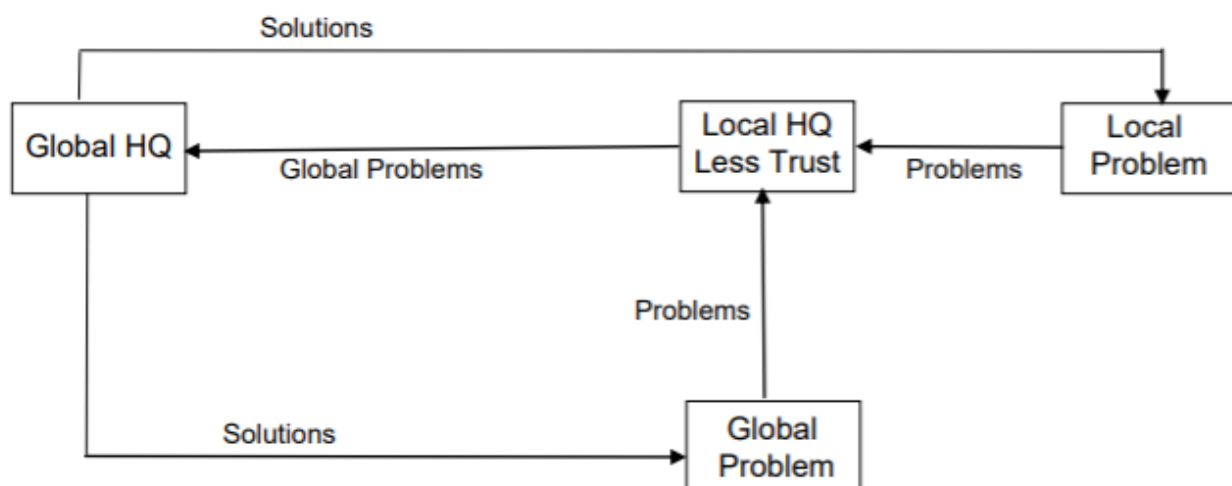 Solutions
Global HQ
Global Problems
Local HQ
Less Trust
Problems
Local
Problem
Problems
Solutions
Global
Problem